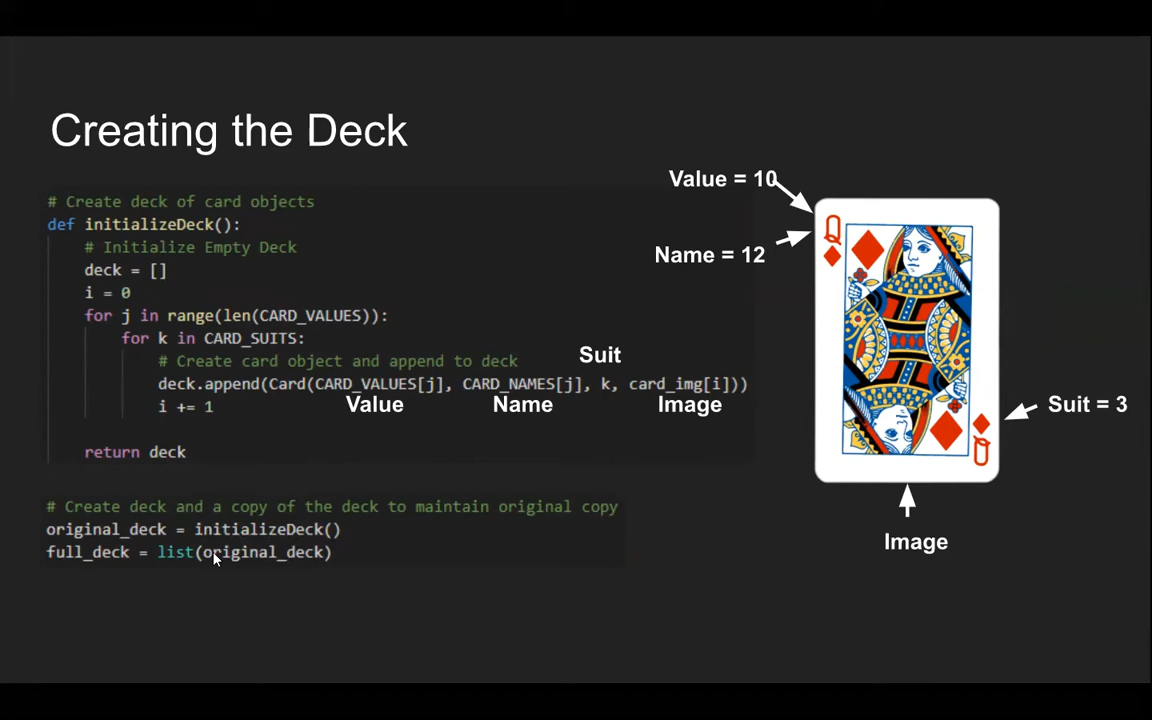 Creating the Deck
# Create deck of card objects
def initializeDeck():
# Initialize Empty Deck
deck = []
i = 0
for j in range(len(CARD_VALUES)):
for k in CARD_SUITS:
# Create card object and append to deck
Suit
deck.append(Card(CARD_VALUES[j], CARD_NAMES[j], k, card_img[i]))
Value Name Image
i += 1
return deck
# Create deck and a copy of the deck to maintain original copy
original_deck = initializeDeck()
full_deck = list(original_deck)
Value = 10
Name = 12
Q
Q
Suit = 3
Image